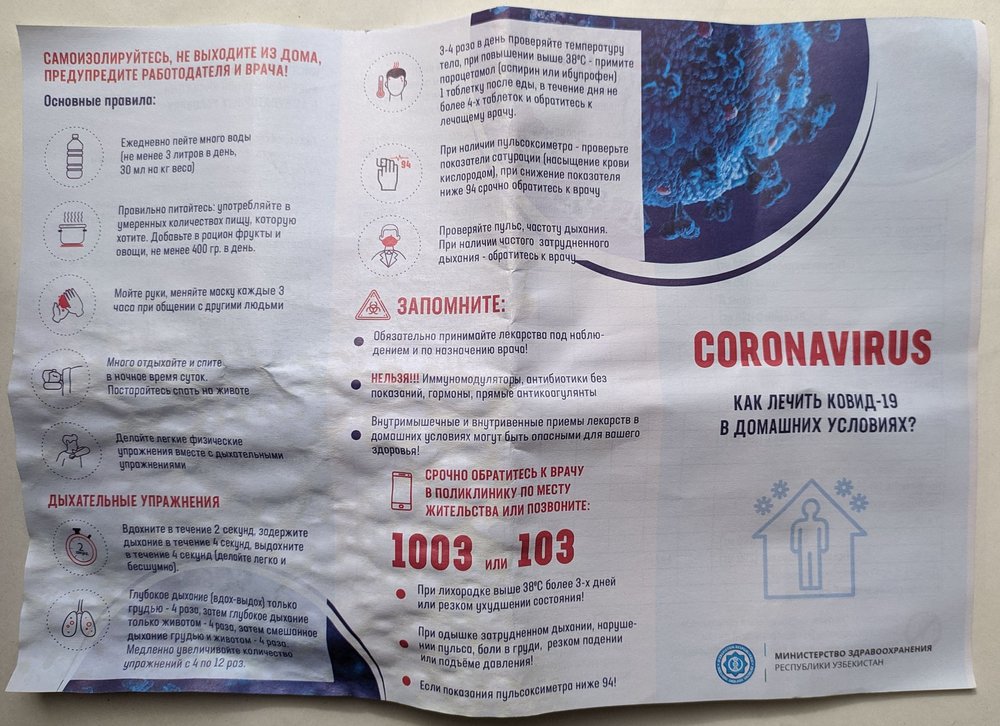 САМОИЗОЛИРУЙТЕСЬ, НЕ ВЫХОДИТЕ ИЗ ДОМА,
ПРЕДУПРЕДИТЕ РАБОТОДАТЕЛЯ И ВРАЧА!
Основные правила:
Ежедневно пейте много воды
(не менее 3 литров в день,
30 мл на кг веса)
Правильно питайтесь: употребляйте в
умеренных количествах пищу, которую
хотите. Добавьте в рацион фрукты и
овощи, не менее 400 гр. в день.
Мойте руки, меняйте маску каждые 3
часа при общении с другими людьми
Много отдыхайте и спите
в ночное время суток.
Постарайтесь спать на животе
Делайте легкие физические
упражнения вместе с дыхательными
упражнениями
ДЫХАТЕЛЬНЫЕ УПРАЖНЕНИЯ
Вдохните в течение 2 секунд, задержите
дыхание в течение 4 секунд, выдохните
в течение 4 секунд (делайте легко и
бесшумно).
Глубокое дыхание (вдох-выдох) только
грудью - 4 раза, затем глубокое дыхание
только животом - 4 раза, затем смешанное
дыхание грудью и животом - 4 раза.
Медленно увеличивайте количество
упражнений с 4 по 12 раз.
3-4 раза в день проверяйте температуру
тела, при повышении выше 38°С - примите
парацетамол (аспирин или ибупрофен)
1 таблетку после еды, в течение дня не
более 4-х таблеток и обратитесь к
лечащему врачу.
94
При наличии пульсоксиметра - проверьте
показатели сатурации (насыщение крови
кислородом), при снижение показателя
ниже 94 срочно обратитесь к врачу
Проверяйте пульс, частоту дыхания.
При наличии частого затрудненного
дыхания - обратитесь к врачу
ЗАПОМНИТЕ:
Обязательно принимайте лекарства под наблю-
дением и по назначению врача!
НЕЛЬЗЯ!!! Иммуномодуляторы, антибиотики без
показаний, гормоны, прямые антикоагулянты
Внутримышечные и внутривенные приемы лекарств в
домашних условиях могут быть опасными для вашего
здоровья!
СРОЧНО ОБРАТИТЕСЬ К ВРАЧУ
В ПОЛИКЛИНИКУ ПО МЕСТУ
ЖИТЕЛЬСТВА ИЛИ ПОЗВОНИТЕ:
1003 ИЛИ 103
При лихорадке выше 38°С более 3-х дней
или резком ухудшении состояния!
При одышке затрудненном дыхании, наруше-
нии пульса, боли в груди, резком падении
или подъёме давления!
Если показания пульсоксиметра ниже 94!
CORONAVIRUS
КАК ЛЕЧИТЬ КОВИД-19
В ДОМАШНИХ УСЛОВИЯХ?
МИНИСТЕРСТВО ЗДРАВООХРАНЕНИЯ
РЕСПУБЛИКИ УЗБЕКИСТАН